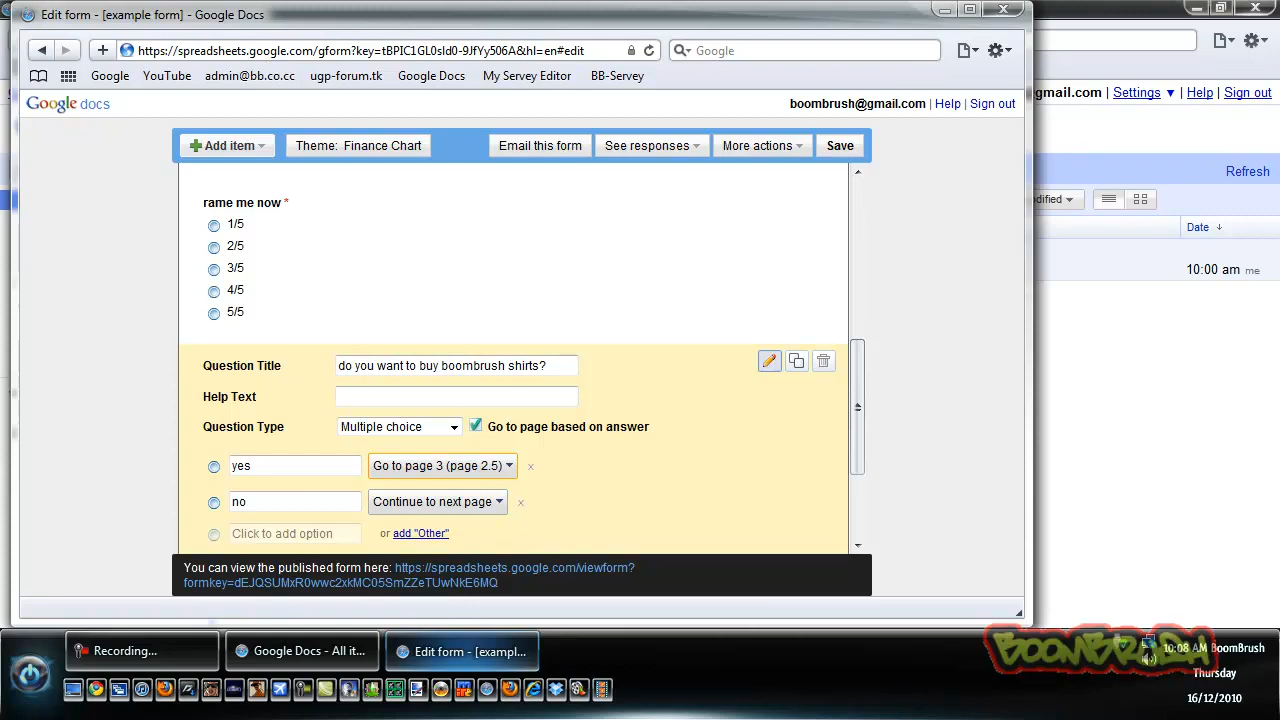 Edit form - [example form] - Google Docs
https://spreadsheets.google.com/gform?key=tBPIC1GL0sId0-9JfYy506A&hl=en#edit
Google
Google YouTube admin@bb.co.cc ugp-forum.tk Google Docs My Servey Editor BB-Servey
Google docs
boombrush@gmail.com | Help | Sign out
gmail.com | Settings ▼ | Help | Sign out
Add item Theme: Finance Chart Email this form See responses More actions Save
Refresh
dified
Date ↓
10:00 am me
rame me now *
1/5
2/5
3/5
4/5
5/5
Question Title do you want to buy boombrush shirts?
Help Text
Question Type Multiple choice Go to page based on answer
yes Go to page 3 (page 2.5) x
no Continue to next page x
Click to add option or add "Other"
You can view the published form here: https://spreadsheets.google.com/viewform?
formkey=dEJQSUMxR0wwc2xkMC05SmZZeTUwNkE6MQ
Recording... Google Docs - All it... Edit form - [exampl...
BOOMBRUSH
10:08 AM BoomBrush
Thursday
16/12/2010